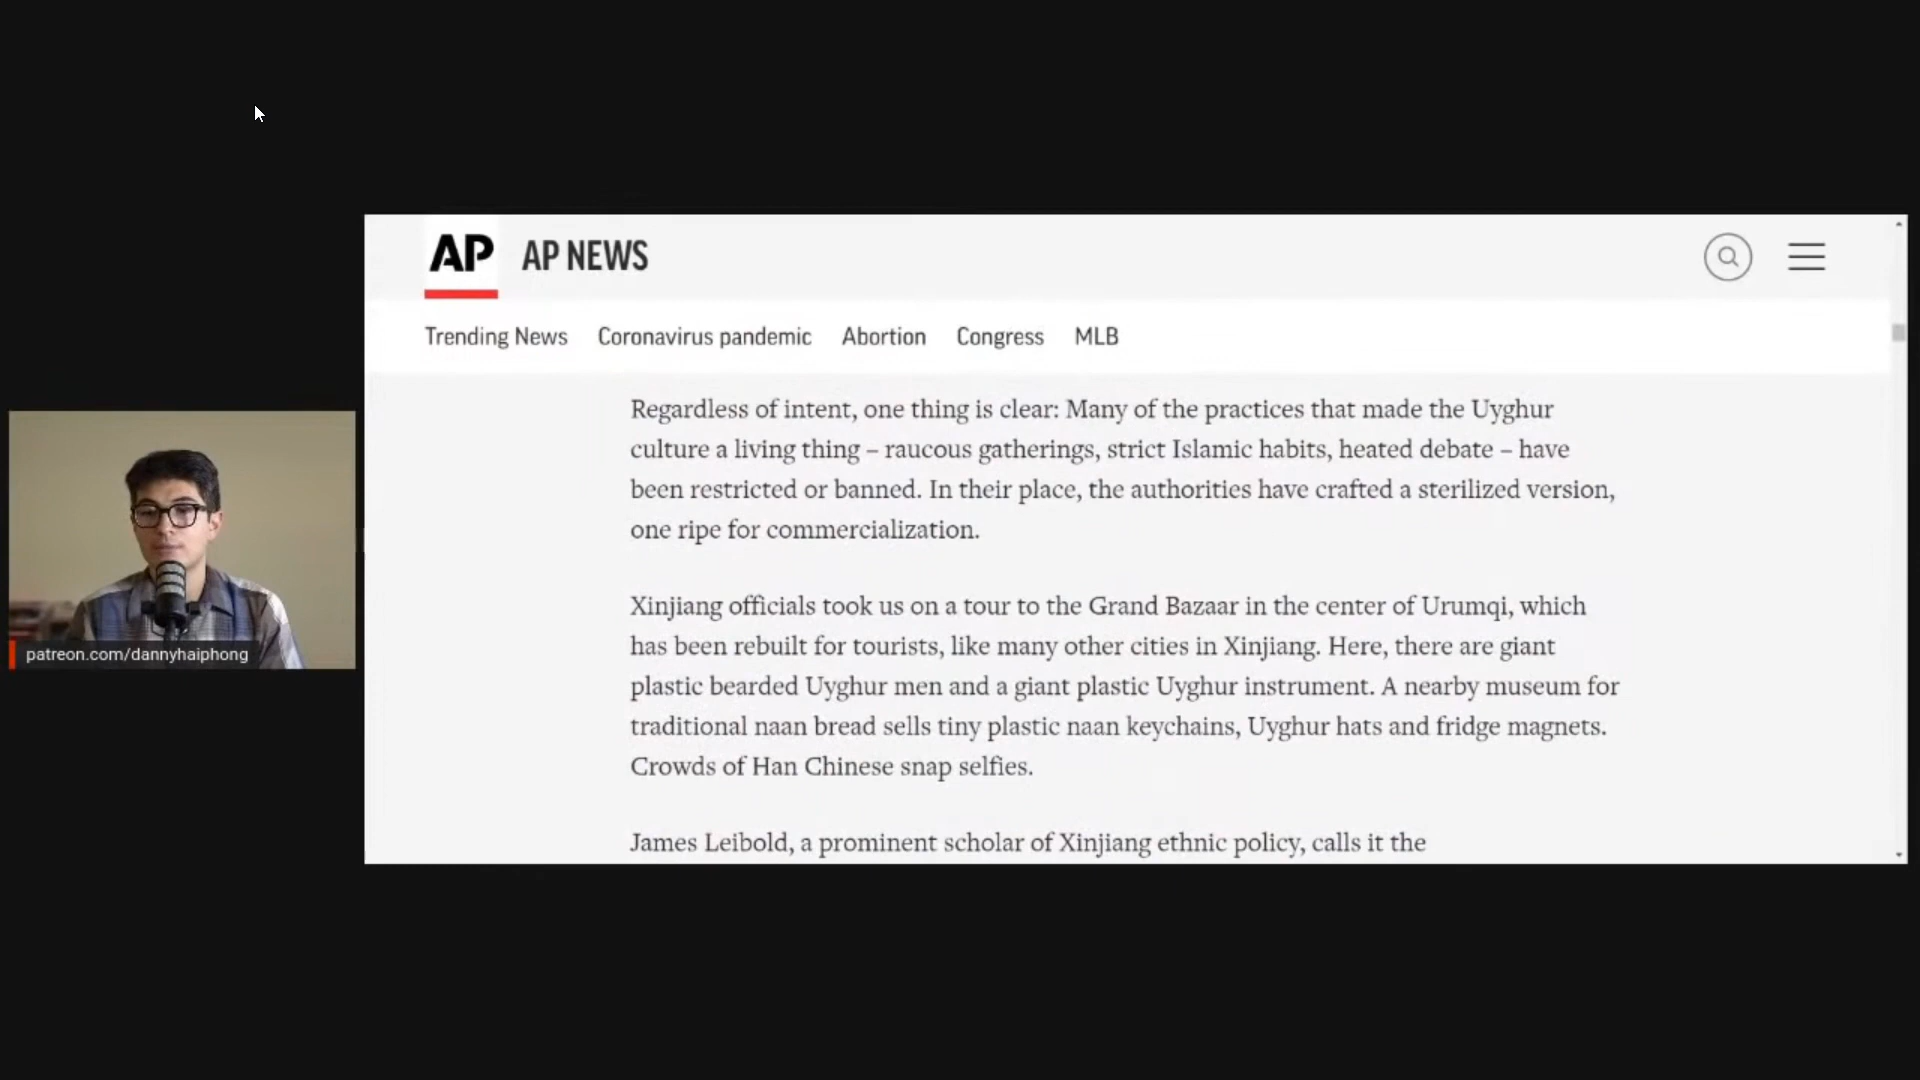 AP AP NEWS
Trending News Coronavirus pandemic Abortion Congress MLB
Regardless of intent, one thing is clear: Many of the practices that made the Uyghur
culture a living thing – raucous gatherings, strict Islamic habits, heated debate – have
been restricted or banned. In their place, the authorities have crafted a sterilized version,
one ripe for commercialization.
Xinjiang officials took us on a tour to the Grand Bazaar in the center of Urumqi, which
has been rebuilt for tourists, like many other cities in Xinjiang. Here, there are giant
plastic bearded Uyghur men and a giant plastic Uyghur instrument. A nearby museum for
traditional naan bread sells tiny plastic naan keychains, Uyghur hats and fridge magnets.
Crowds of Han Chinese snap selfies.
James Leibold, a prominent scholar of Xinjiang ethnic policy, calls it the
patreon.com/dannyhaiphong